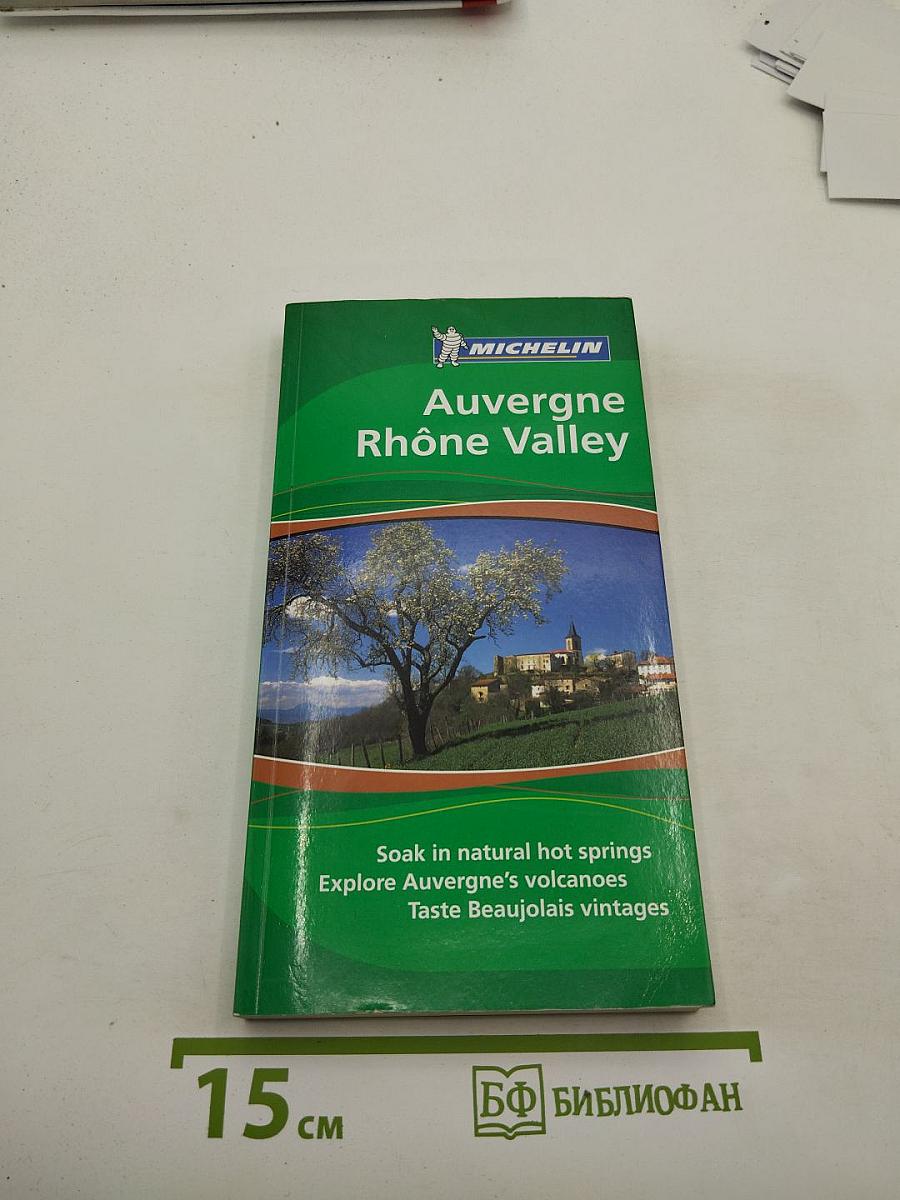 MICHELIN
Auvergne
Rhône Valley
Soak in natural hot springs
Explore Auvergne's volcanoes
Taste Beaujolais vintages
15 см
БФ БИБЛИОФАН